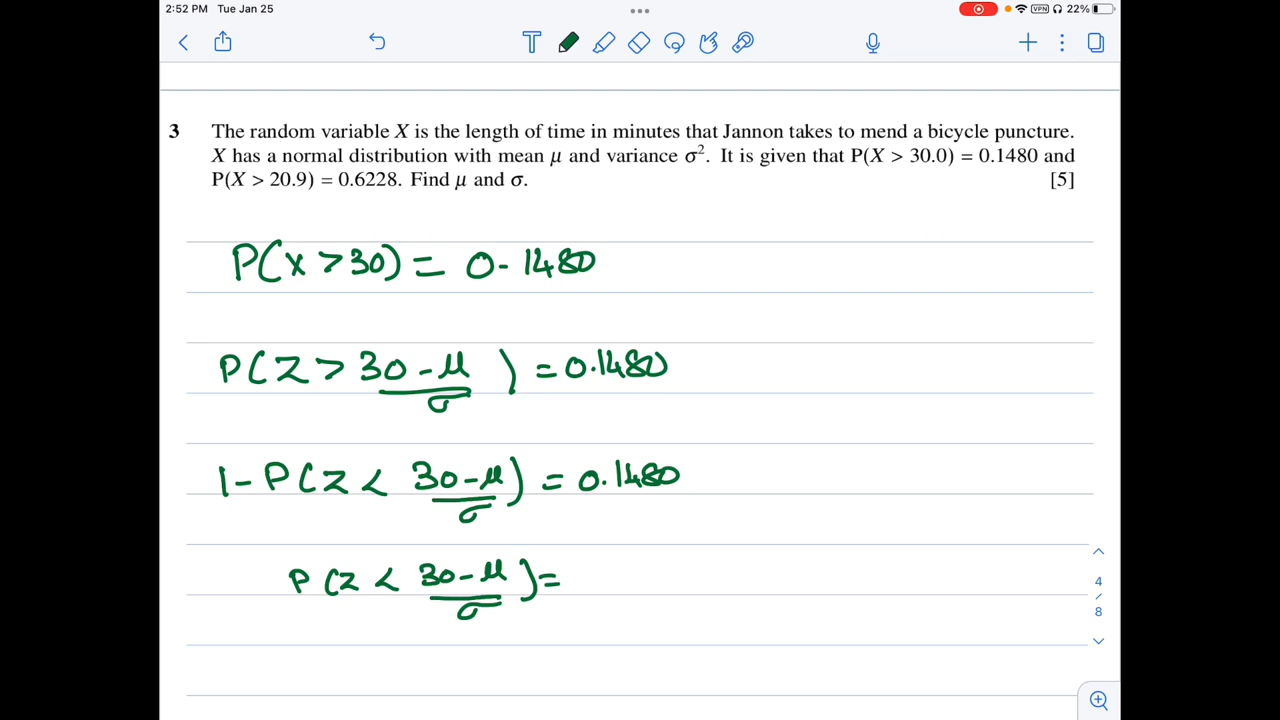 2:52 PM Tue Jan 25
VPN 22%
T
3 The random variable X is the length of time in minutes that Jannon takes to mend a bicycle puncture.
X has a normal distribution with mean μ and variance σ². It is given that P(X > 30.0) = 0.1480 and
P(X > 20.9) = 0.6228. Find μ and σ. [5]
P(X > 30) = 0.1480
P(Z > (30-μ)/σ) = 0.1480
1 - P(Z < (30-μ)/σ) = 0.1480
P(Z < (30-μ)/σ) =
4
/
8